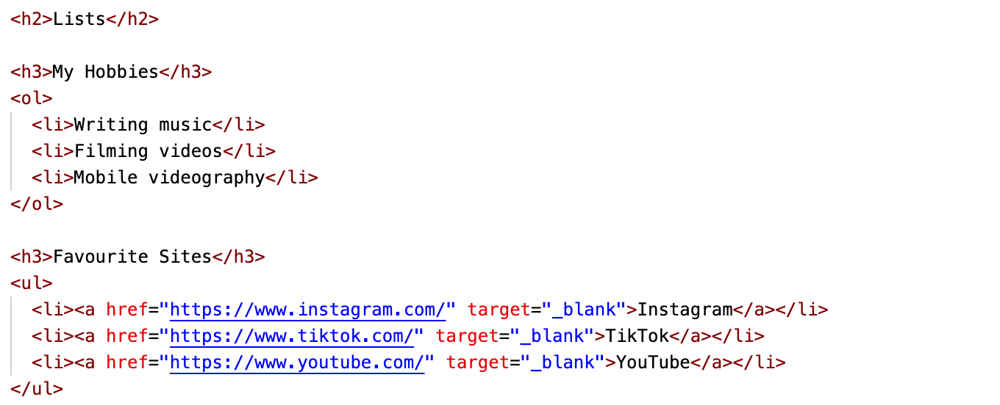 <h2>Lists</h2>
<h3>My Hobbies</h3>
<ol>
<li>Writing music</li>
<li>Filming videos</li>
<li>Mobile videography</li>
</ol>
<h3>Favourite Sites</h3>
<ul>
<li><a href="https://www.instagram.com/" target="_blank">Instagram</a></li>
<li><a href="https://www.tiktok.com/" target="_blank">TikTok</a></li>
<li><a href="https://www.youtube.com/" target="_blank">YouTube</a></li>
</ul>